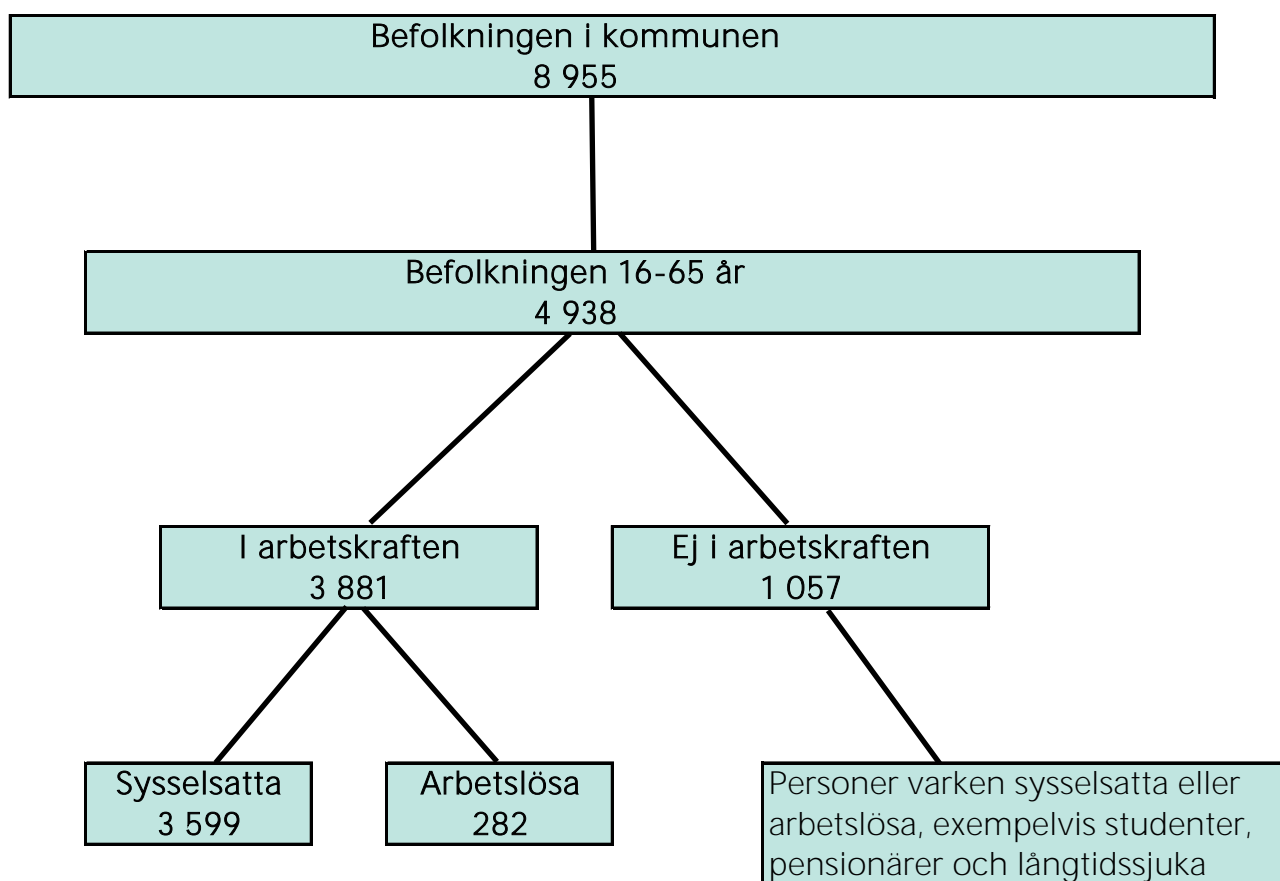 Befolkningen i kommunen
8 955
Befolkningen 16-65 år
4 938
I arbetskraften
3 881
Ej i arbetskraften
1 057
Sysselsatta
3 599
Arbetslösa
282
Personer varken sysselsatta eller
arbetslösa, exempelvis studenter,
pensionärer och långtidssjuka